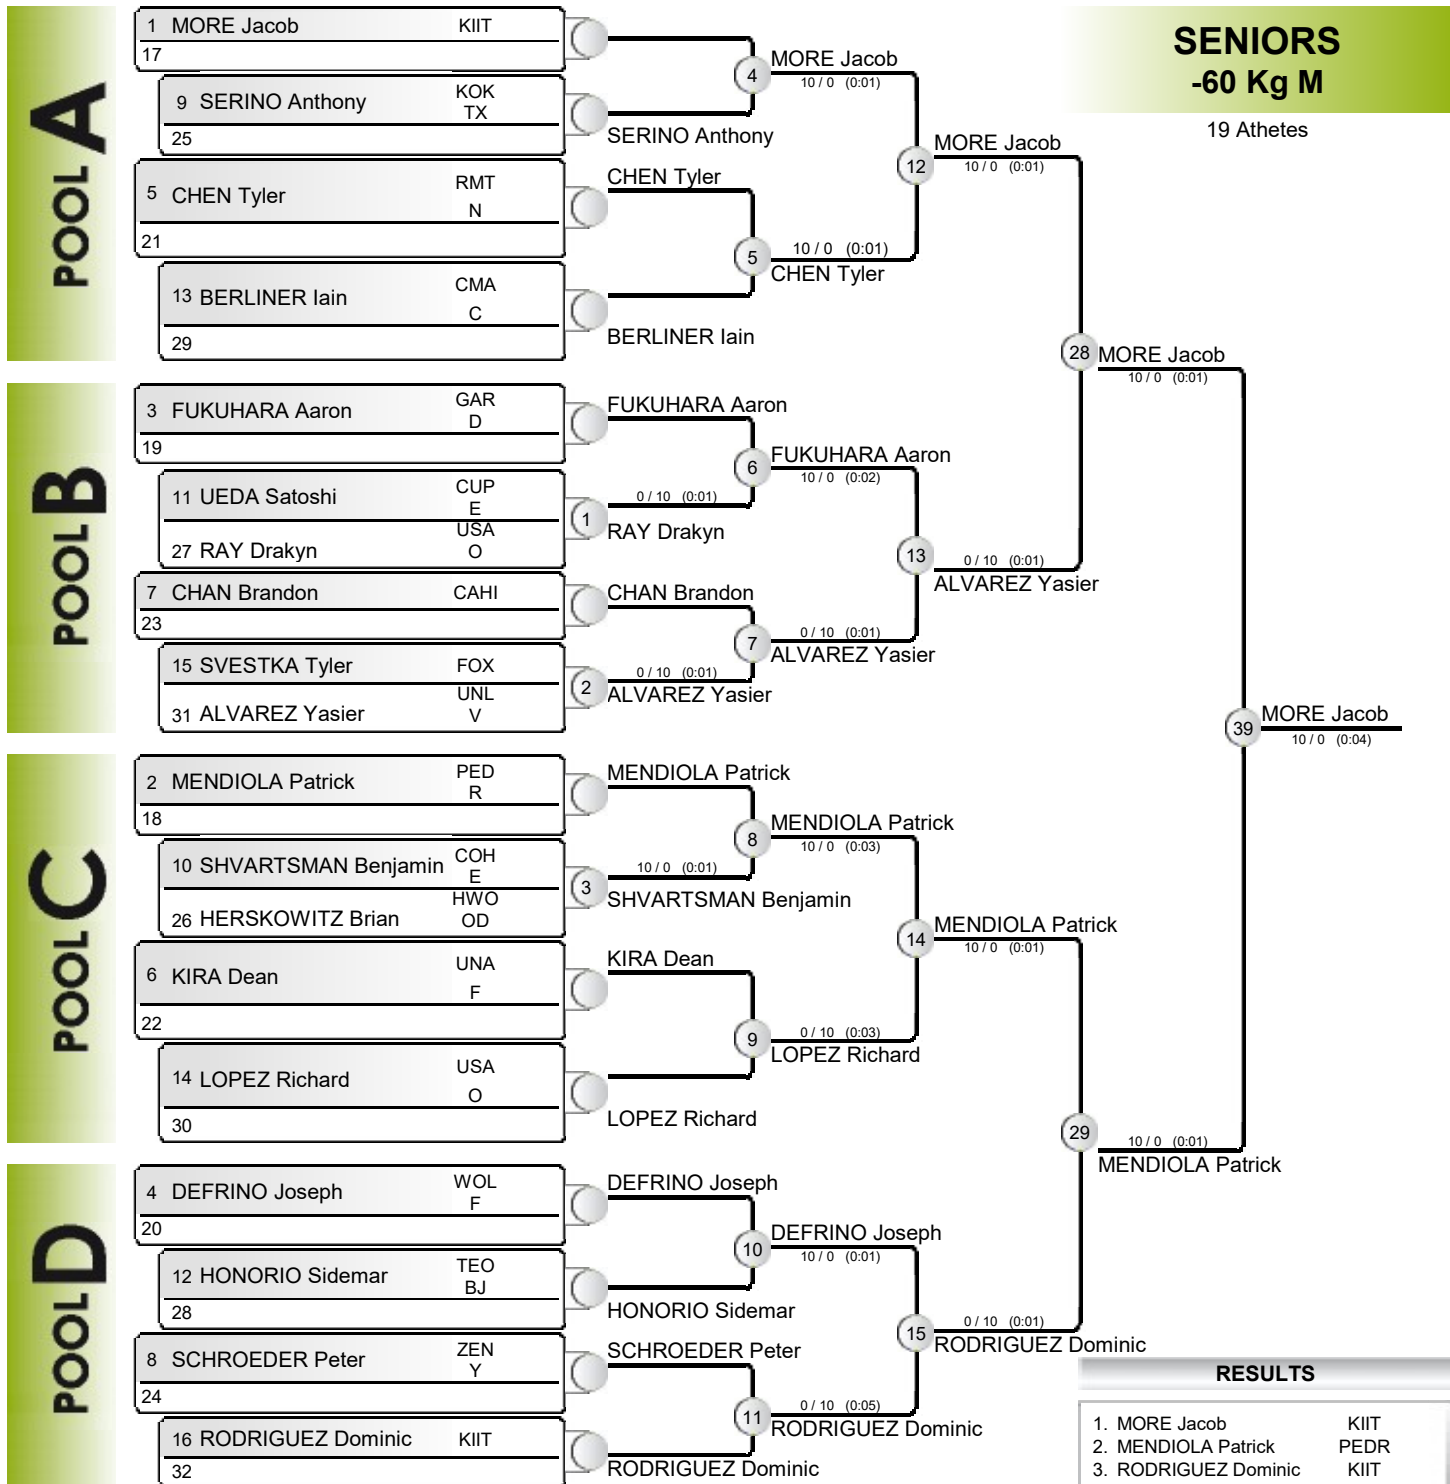 SENIORS
-60 Kg M
19 Athetes
POOL A
1 MORE Jacob KIIT
17
9 SERINO Anthony KOK TX
25
5 CHEN Tyler RMT N
21
13 BERLINER Iain CMA C
29
SERINO Anthony
CHEN Tyler
BERLINER Iain
4
MORE Jacob
10 / 0 (0:01)
5
10 / 0 (0:01)
CHEN Tyler
12
MORE Jacob
10 / 0 (0:01)
POOL B
3 FUKUHARA Aaron GAR D
19
11 UEDA Satoshi CUP E
27 RAY Drakyn USA O
7 CHAN Brandon CAHI
23
15 SVESTKA Tyler FOX
31 ALVAREZ Yasier UNL V
FUKUHARA Aaron
1
0 / 10 (0:01)
RAY Drakyn
CHAN Brandon
2
0 / 10 (0:01)
ALVAREZ Yasier
6
FUKUHARA Aaron
10 / 0 (0:02)
7
0 / 10 (0:01)
ALVAREZ Yasier
13
0 / 10 (0:01)
ALVAREZ Yasier
28
MORE Jacob
10 / 0 (0:01)
POOL C
2 MENDIOLA Patrick PED R
18
10 SHVARTSMAN Benjamin COH E
26 HERSKOWITZ Brian HWO OD
6 KIRA Dean UNA F
22
14 LOPEZ Richard USA O
30
MENDIOLA Patrick
3
10 / 0 (0:01)
SHVARTSMAN Benjamin
KIRA Dean
LOPEZ Richard
8
MENDIOLA Patrick
10 / 0 (0:03)
9
0 / 10 (0:03)
LOPEZ Richard
14
MENDIOLA Patrick
10 / 0 (0:01)
POOL D
4 DEFRINO Joseph WOL F
20
12 HONORIO Sidemar TEO BJ
28
8 SCHROEDER Peter ZEN Y
24
16 RODRIGUEZ Dominic KIIT
32
DEFRINO Joseph
HONORIO Sidemar
SCHROEDER Peter
RODRIGUEZ Dominic
10
DEFRINO Joseph
10 / 0 (0:01)
11
0 / 10 (0:05)
RODRIGUEZ Dominic
15
0 / 10 (0:01)
RODRIGUEZ Dominic
29
10 / 0 (0:01)
MENDIOLA Patrick
39
MORE Jacob
10 / 0 (0:04)
RESULTS
1. MORE Jacob KIIT
2. MENDIOLA Patrick PEDR
3. RODRIGUEZ Dominic KIIT